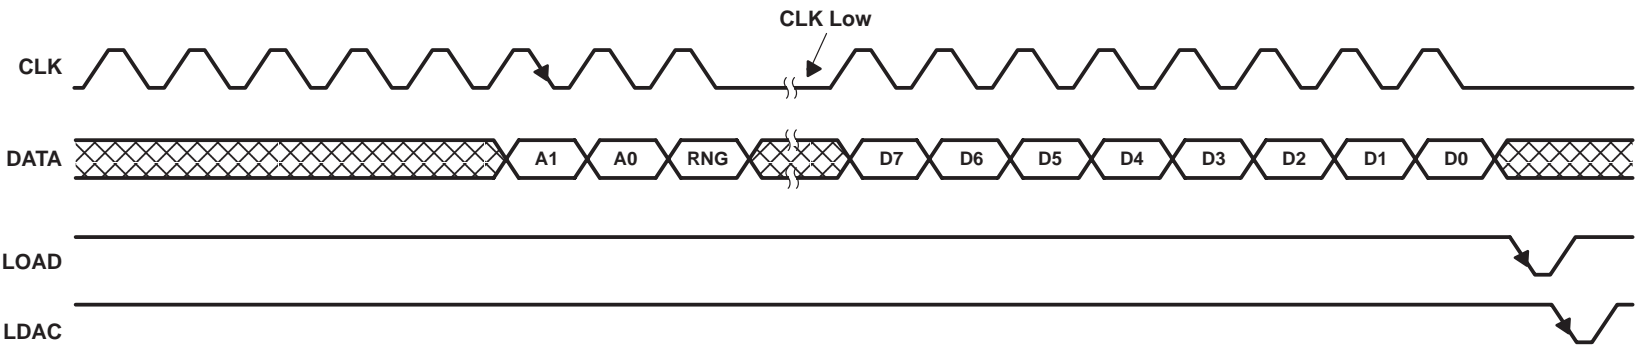 CLK Low
CLK
DATA
A1 A0 RNG D7 D6 D5 D4 D3 D2 D1 D0
LOAD
LDAC